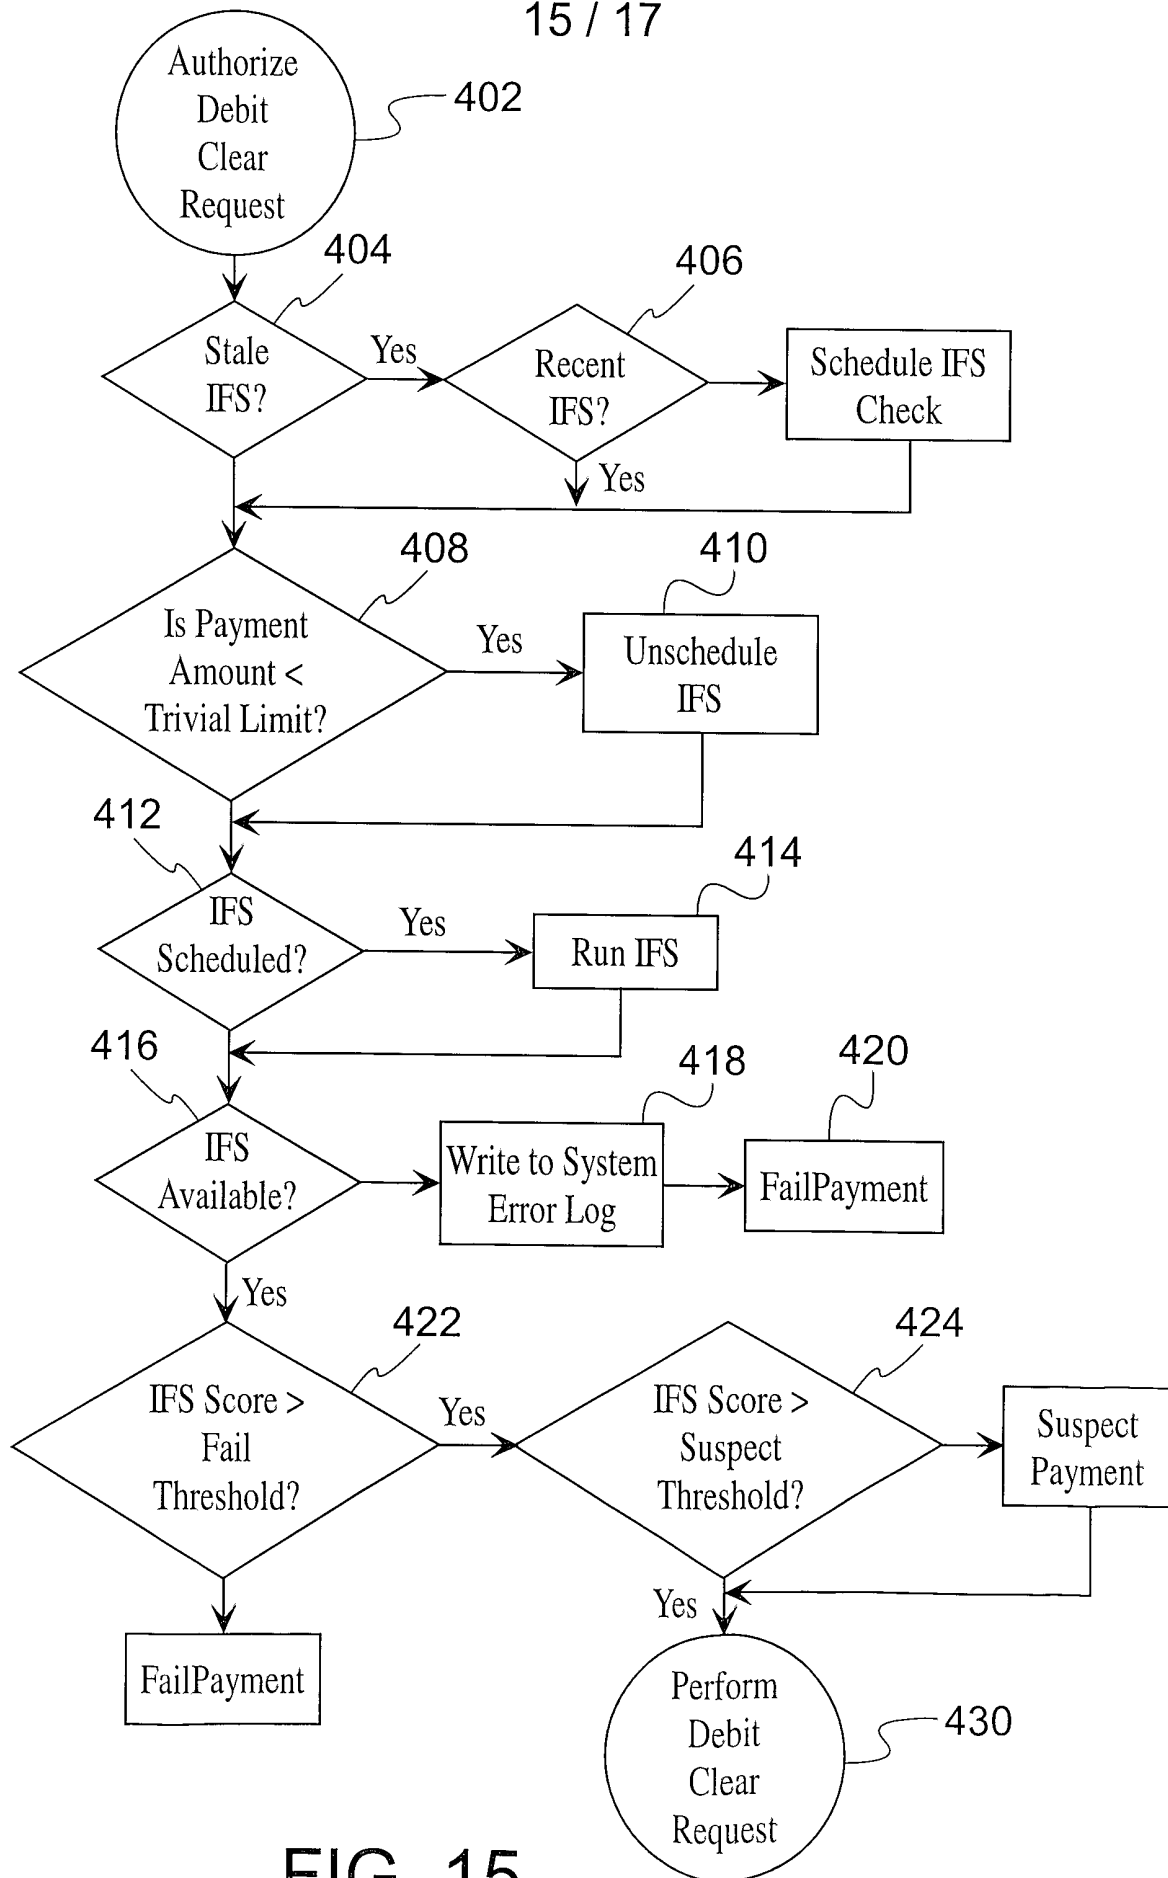 15 / 17
Authorize
Debit
Clear
Request
402
404
406
Stale
IFS?
Yes
Recent
IFS?
Schedule IFS
Check
Yes
408
410
Is Payment
Amount <
Trivial Limit?
Yes
Unschedule
IFS
412
414
IFS
Scheduled?
Yes
Run IFS
416
418
420
IFS
Available?
Write to System
Error Log
FailPayment
Yes
422
424
IFS Score >
Fail
Threshold?
Yes
IFS Score >
Suspect
Threshold?
Suspect
Payment
Yes
FailPayment
Perform
Debit
Clear
Request
430
FIG. 15